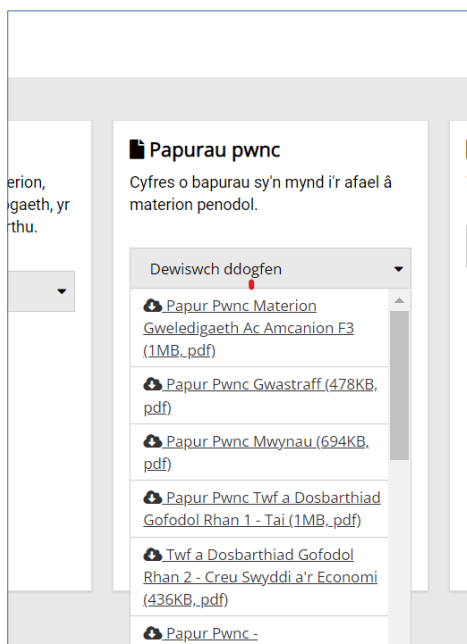 erion,
ogaeth, yr
rthu.
Papurau pwnc
Cyfres o bapurau sy'n mynd i'r afael â
materion penodol.
Dewiswch ddogfen
Papur Pwnc Materion
Gweledigaeth Ac Amcanion F3
(1MB, pdf)
Papur Pwnc Gwastraff (478KB,
pdf)
Papur Pwnc Mwynau (694KB,
pdf)
Papur Pwnc Twf a Dosbarthiad
Gofodol Rhan 1 - Tai (1MB, pdf)
Twf a Dosbarthiad Gofodol
Rhan 2 - Creu Swyddi a'r Economi
(436KB, pdf)
Papur Pwnc -